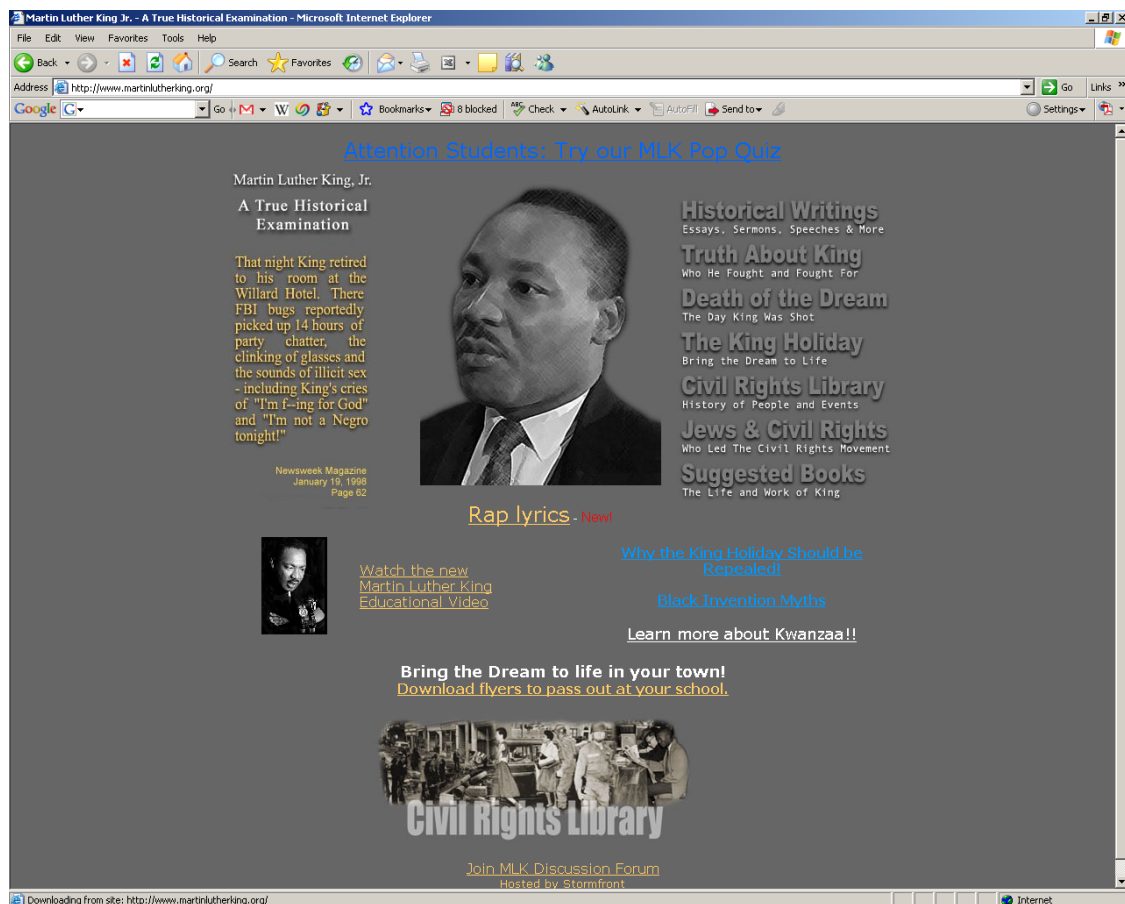 Martin Luther King Jr. - A True Historical Examination - Microsoft Internet Explorer
File Edit View Favorites Tools Help
Back Search Favorites
Address http://www.martinlutherking.org/ Go Links »
Google G Go M W 8 blocked Bookmarks ABC Check AutoLink AutoFill Send to Settings
Attention Students: Try our MLK Pop Quiz
Martin Luther King, Jr.
A True Historical
Examination
That night King retired
to his room at the
Willard Hotel. There
FBI bugs reportedly
picked up 14 hours of
party chatter, the
clinking of glasses and
the sounds of illicit sex
- including King's cries
of "I'm f--ing for God"
and "I'm not a Negro
tonight!"
Newsweek Magazine
January 19, 1998
Page 62
Historical Writings
Essays, Sermons, Speeches & More
Truth About King
Who He Fought and Fought For
Death of the Dream
The Day King Was Shot
The King Holiday
Bring the Dream to Life
Civil Rights Library
History of People and Events
Jews & Civil Rights
Who Led The Civil Rights Movement
Suggested Books
The Life and Work of King
Rap lyrics - New!
Watch the new
Martin Luther King
Educational Video
Why the King Holiday Should be
Repealed!
Black Invention Myths
Learn more about Kwanzaa!!
Bring the Dream to life in your town!
Download flyers to pass out at your school.
Civil Rights Library
Join MLK Discussion Forum
Hosted by Stormfront
Downloading from site: http://www.martinlutherking.org/ Internet